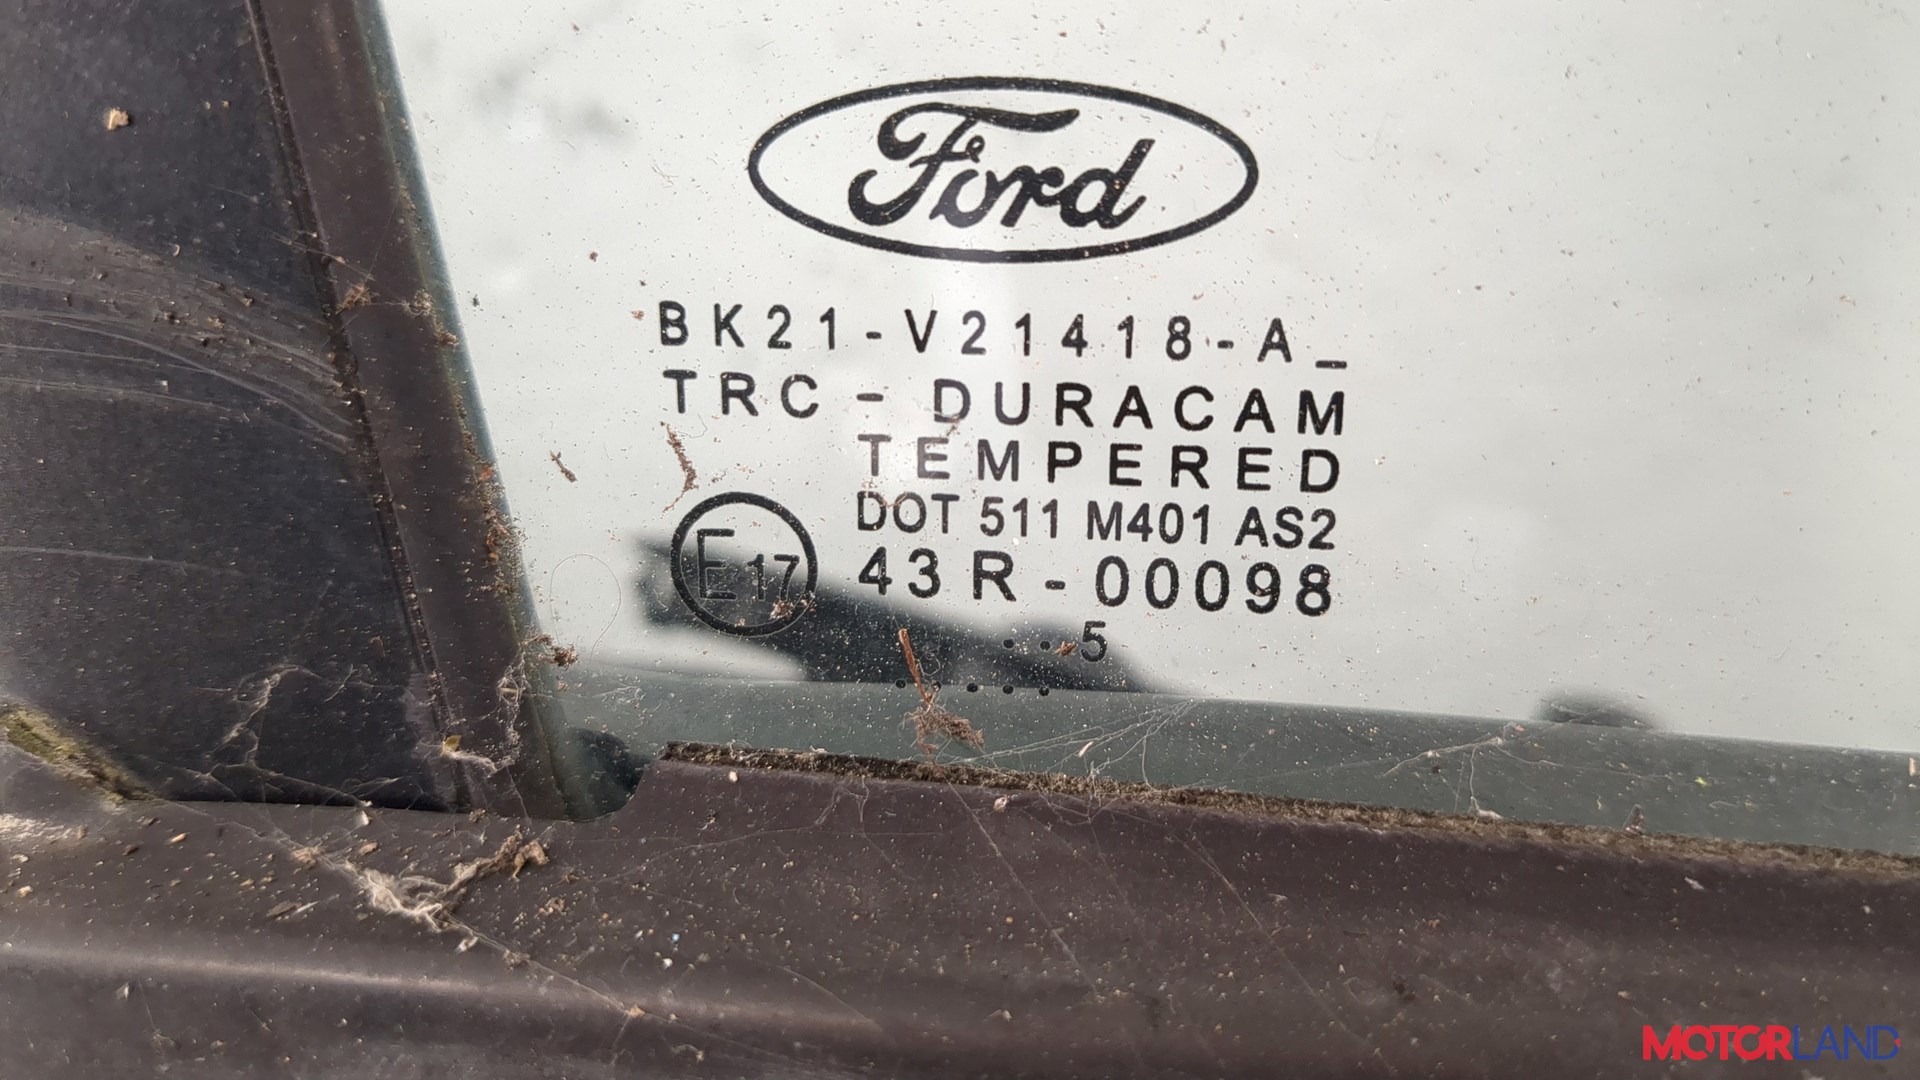 Ford
BK21-V21418-A_
TRC - DURACAM
TEMPERED
DOT 511 M401 AS2
E17 43R-00098
. . 5
MOTORLAND